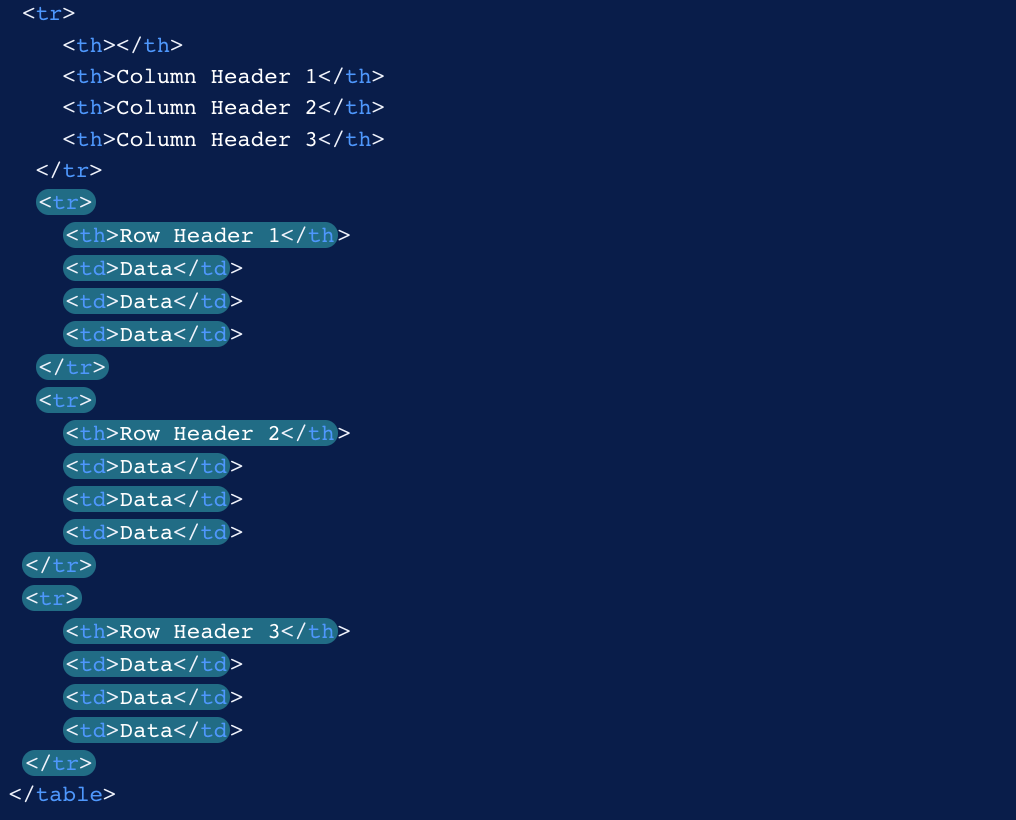 <tr>
<th></th>
<th>Column Header 1</th>
<th>Column Header 2</th>
<th>Column Header 3</th>
</tr>
<tr>
<th>Row Header 1</th>
<td>Data</td>
<td>Data</td>
<td>Data</td>
</tr>
<tr>
<th>Row Header 2</th>
<td>Data</td>
<td>Data</td>
<td>Data</td>
</tr>
<tr>
<th>Row Header 3</th>
<td>Data</td>
<td>Data</td>
<td>Data</td>
</tr>
</table>